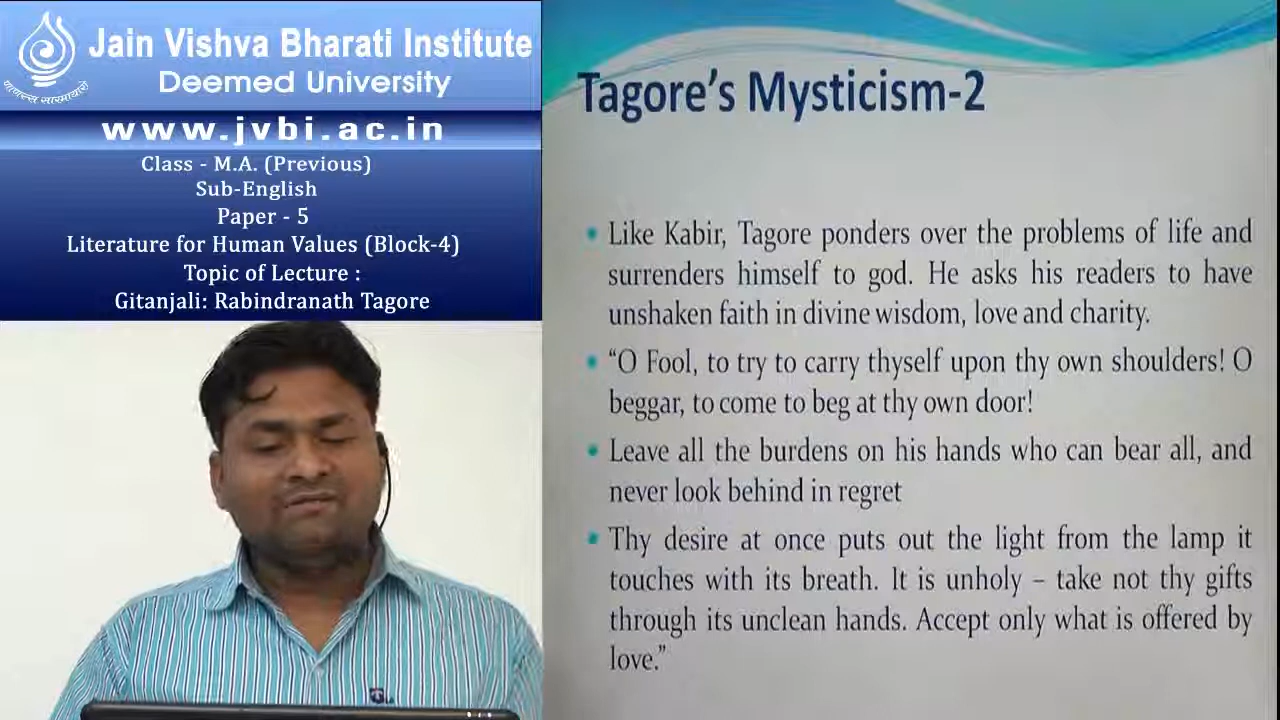 Jain Vishva Bharati Institute
Deemed University
www.jvbi.ac.in
Class - M.A. (Previous)
Sub-English
Paper - 5
Literature for Human Values (Block-4)
Topic of Lecture :
Gitanjali: Rabindranath Tagore
Tagore's Mysticism-2
• Like Kabir, Tagore ponders over the problems of life and
surrenders himself to god. He asks his readers to have
unshaken faith in divine wisdom, love and charity.
• “O Fool, to try to carry thyself upon thy own shoulders! O
beggar, to come to beg at thy own door!
• Leave all the burdens on his hands who can bear all, and
never look behind in regret
• Thy desire at once puts out the light from the lamp it
touches with its breath. It is unholy – take not thy gifts
through its unclean hands. Accept only what is offered by
love.”